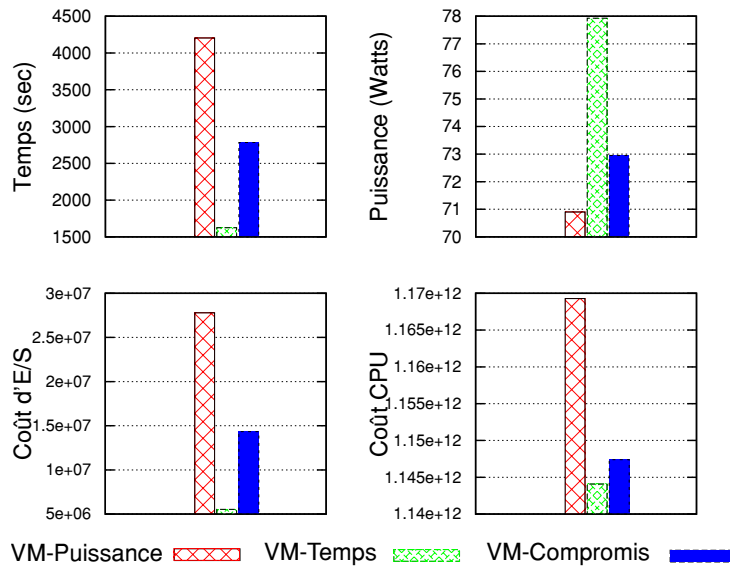 Temps (sec)
4500
4000
3500
3000
2500
2000
1500
Puissance (Watts)
78
77
76
75
74
73
72
71
70
Coût d'E/S
3e+07
2.5e+07
2e+07
1.5e+07
1e+07
5e+06
Coût CPU
1.17e+12
1.165e+12
1.16e+12
1.155e+12
1.15e+12
1.145e+12
1.14e+12
VM-Puissance VM-Temps VM-Compromis